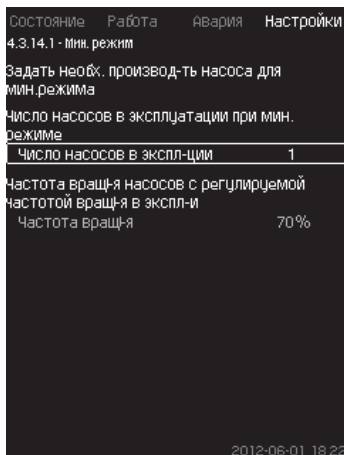 Состояние Работа Авария Настройки
4.3.14.1 - Мин. режим
Задать необх. производ-ть насоса для
мин.режима
Число насосов в эксплуатации при мин.
режиме
Число насосов в экспл-ции 1
Частота вращ-я насосов с регулируемой
частотой вращ-я в экспл-и
Частота вращ-я 70%
2012-06-01 18:22